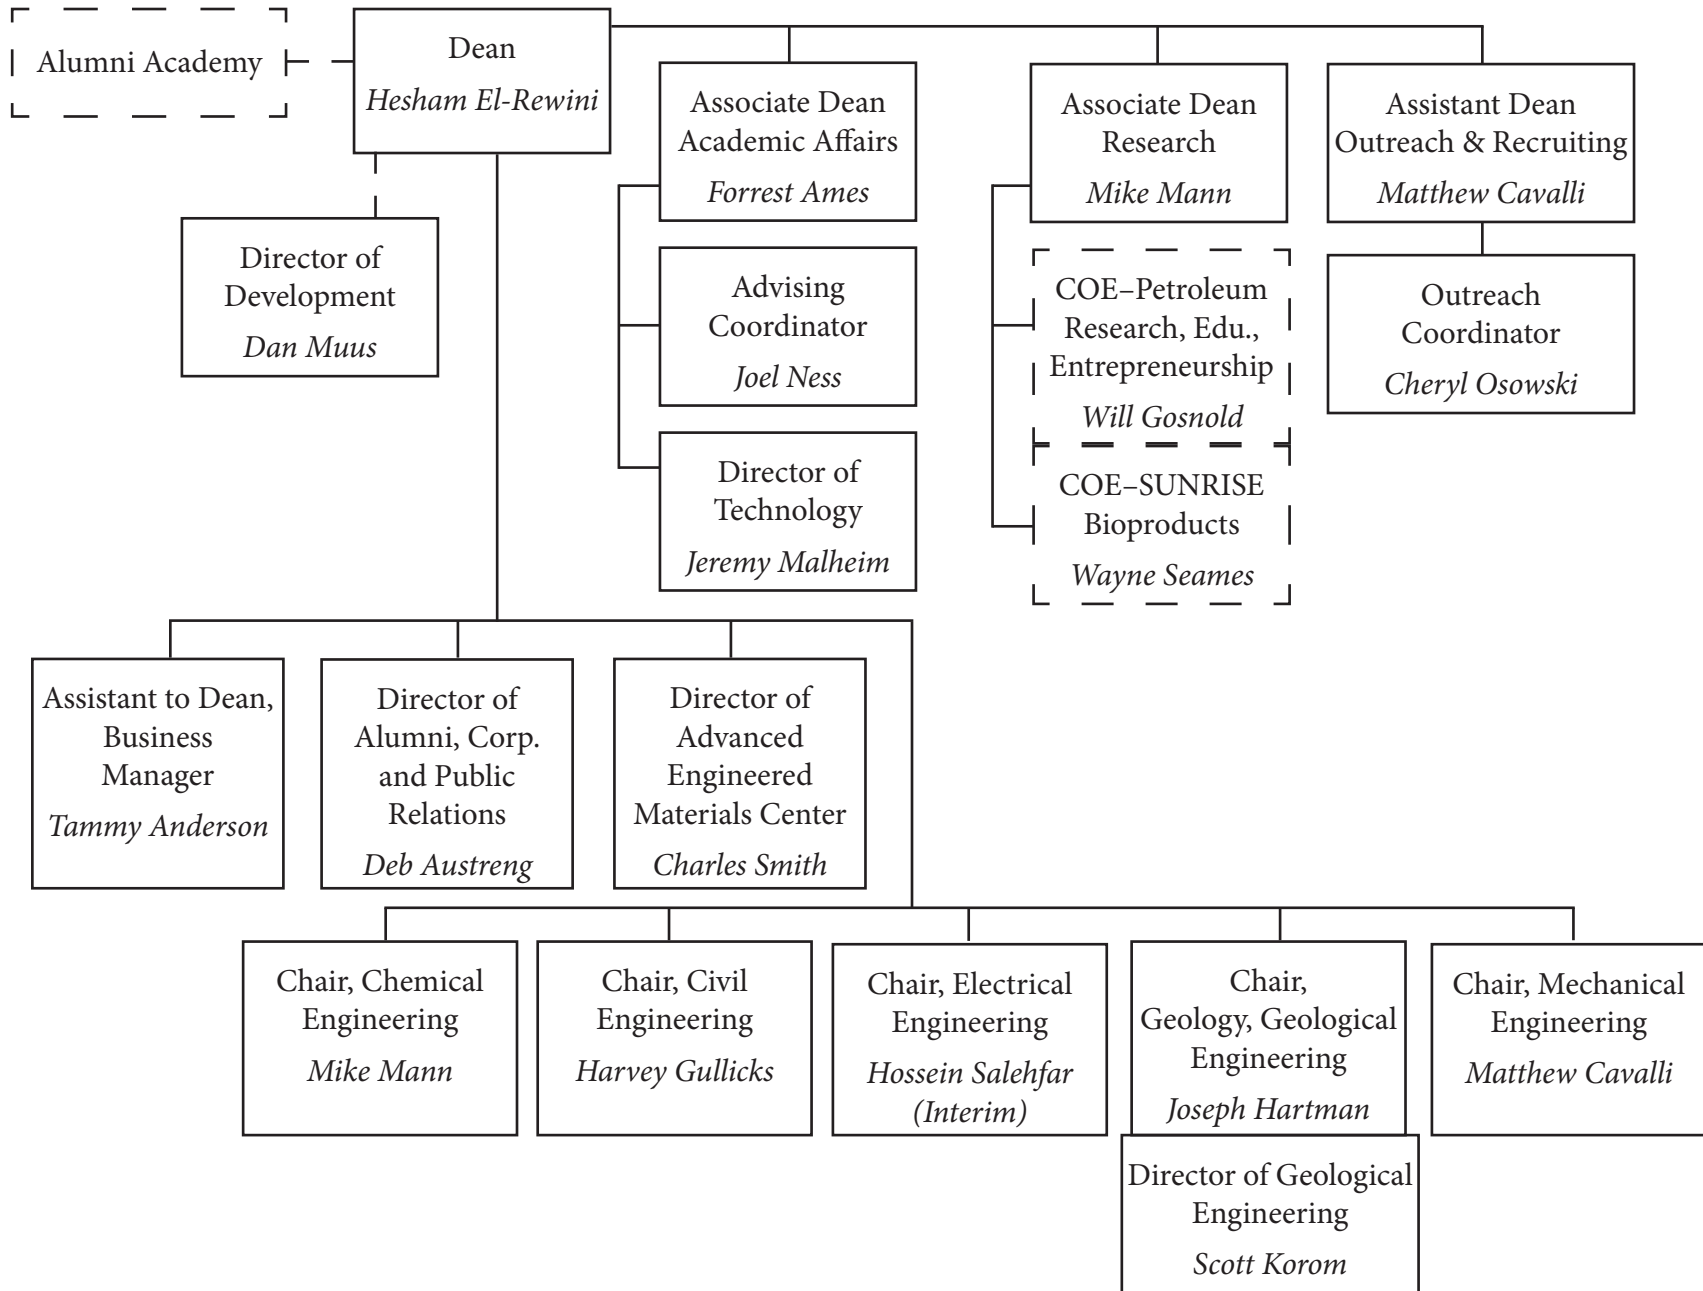 Alumni Academy
Dean
Hesham El-Rewini
Associate Dean
Academic Affairs
Forrest Ames
Associate Dean
Research
Mike Mann
Assistant Dean
Outreach & Recruiting
Matthew Cavalli
Director of
Development
Dan Muus
Advising
Coordinator
Joel Ness
COE–Petroleum
Research, Edu.,
Entrepreneurship
Will Gosnold
Outreach
Coordinator
Cheryl Osowski
Director of
Technology
Jeremy Malheim
COE–SUNRISE
Bioproducts
Wayne Seames
Assistant to Dean,
Business
Manager
Tammy Anderson
Director of
Alumni, Corp.
and Public
Relations
Deb Austreng
Director of
Advanced
Engineered
Materials Center
Charles Smith
Chair, Chemical
Engineering
Mike Mann
Chair, Civil
Engineering
Harvey Gullicks
Chair, Electrical
Engineering
Hossein Salehfar
(Interim)
Chair,
Geology, Geological
Engineering
Joseph Hartman
Chair, Mechanical
Engineering
Matthew Cavalli
Director of Geological
Engineering
Scott Korom